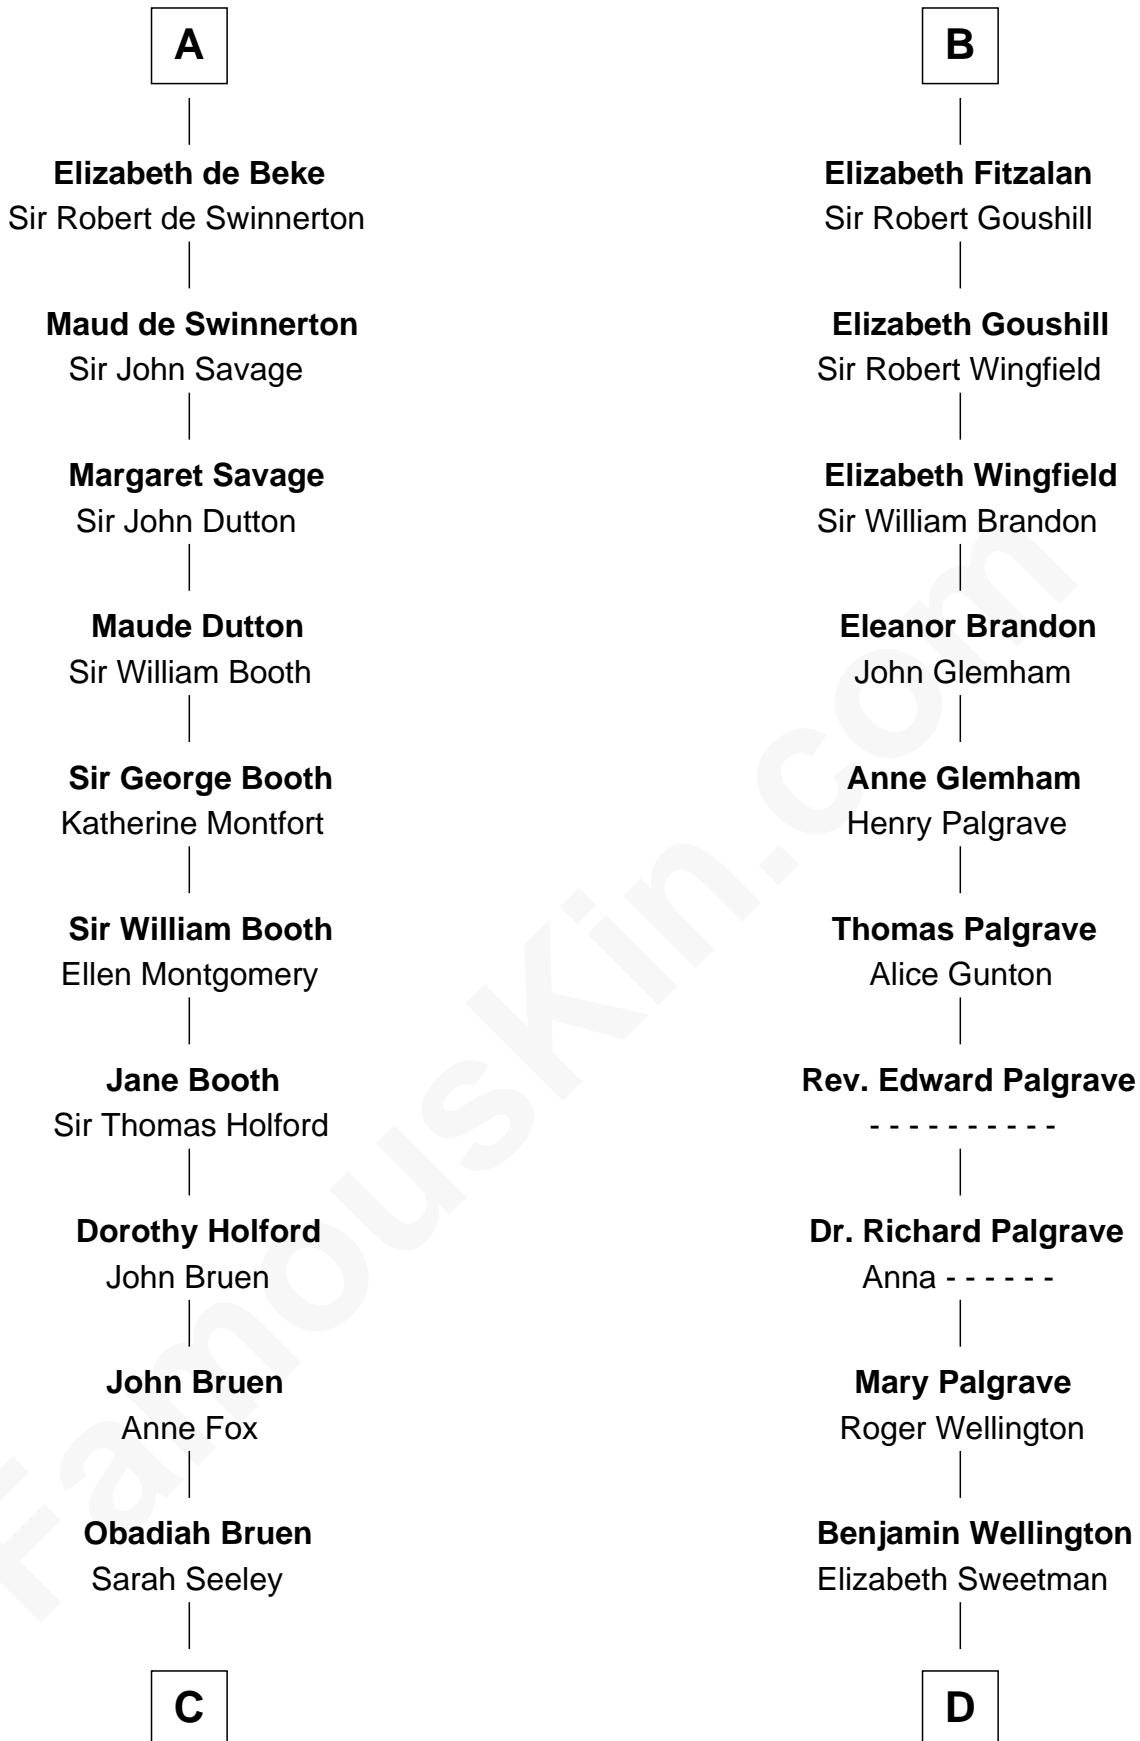 A
Elizabeth de Beke
Sir Robert de Swinnerton
Maud de Swinnerton
Sir John Savage
Margaret Savage
Sir John Dutton
Maude Dutton
Sir William Booth
Sir George Booth
Katherine Montfort
Sir William Booth
Ellen Montgomery
Jane Booth
Sir Thomas Holford
Dorothy Holford
John Bruen
John Bruen
Anne Fox
Obadiah Bruen
Sarah Seeley
C
B
Elizabeth Fitzalan
Sir Robert Goushill
Elizabeth Goushill
Sir Robert Wingfield
Elizabeth Wingfield
Sir William Brandon
Eleanor Brandon
John Glemham
Anne Glemham
Henry Palgrave
Thomas Palgrave
Alice Gunton
Rev. Edward Palgrave
- - - - - - - - - -
Dr. Richard Palgrave
Anna - - - - - -
Mary Palgrave
Roger Wellington
Benjamin Wellington
Elizabeth Sweetman
D
FamousKin.com